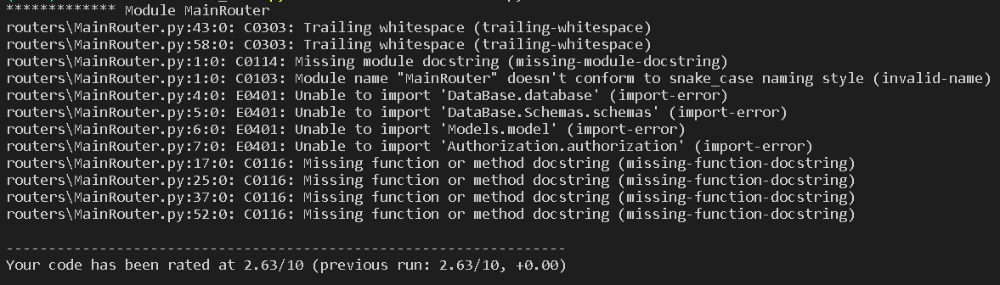 ************* Module MainRouter
routers\MainRouter.py:43:0: C0303: Trailing whitespace (trailing-whitespace)
routers\MainRouter.py:58:0: C0303: Trailing whitespace (trailing-whitespace)
routers\MainRouter.py:1:0: C0114: Missing module docstring (missing-module-docstring)
routers\MainRouter.py:1:0: C0103: Module name "MainRouter" doesn't conform to snake_case naming style (invalid-name)
routers\MainRouter.py:4:0: E0401: Unable to import 'DataBase.database' (import-error)
routers\MainRouter.py:5:0: E0401: Unable to import 'DataBase.Schemas.schemas' (import-error)
routers\MainRouter.py:6:0: E0401: Unable to import 'Models.model' (import-error)
routers\MainRouter.py:7:0: E0401: Unable to import 'Authorization.authorization' (import-error)
routers\MainRouter.py:17:0: C0116: Missing function or method docstring (missing-function-docstring)
routers\MainRouter.py:25:0: C0116: Missing function or method docstring (missing-function-docstring)
routers\MainRouter.py:37:0: C0116: Missing function or method docstring (missing-function-docstring)
routers\MainRouter.py:52:0: C0116: Missing function or method docstring (missing-function-docstring)
------------------------------------------------------------------
Your code has been rated at 2.63/10 (previous run: 2.63/10, +0.00)